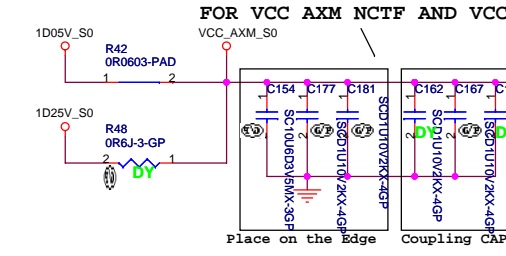 FOR VCC AXM NCTF AND VCC
1D05V_S0
VCC_AXM_S0
R42
0R0603-PAD
1
2
C154
C177
C181
C162
C167
1D25V_S0
R48
0R6J-3-GP
2
1
DY
SC10U6D3V5MX-3GP
SCD1U10V2KX-4GP
SCD1U10V2KX-4GP
SCD1U10V2KX-4GP
SCD1U10V2KX-4GP
DY
Place on the Edge
Coupling CAP